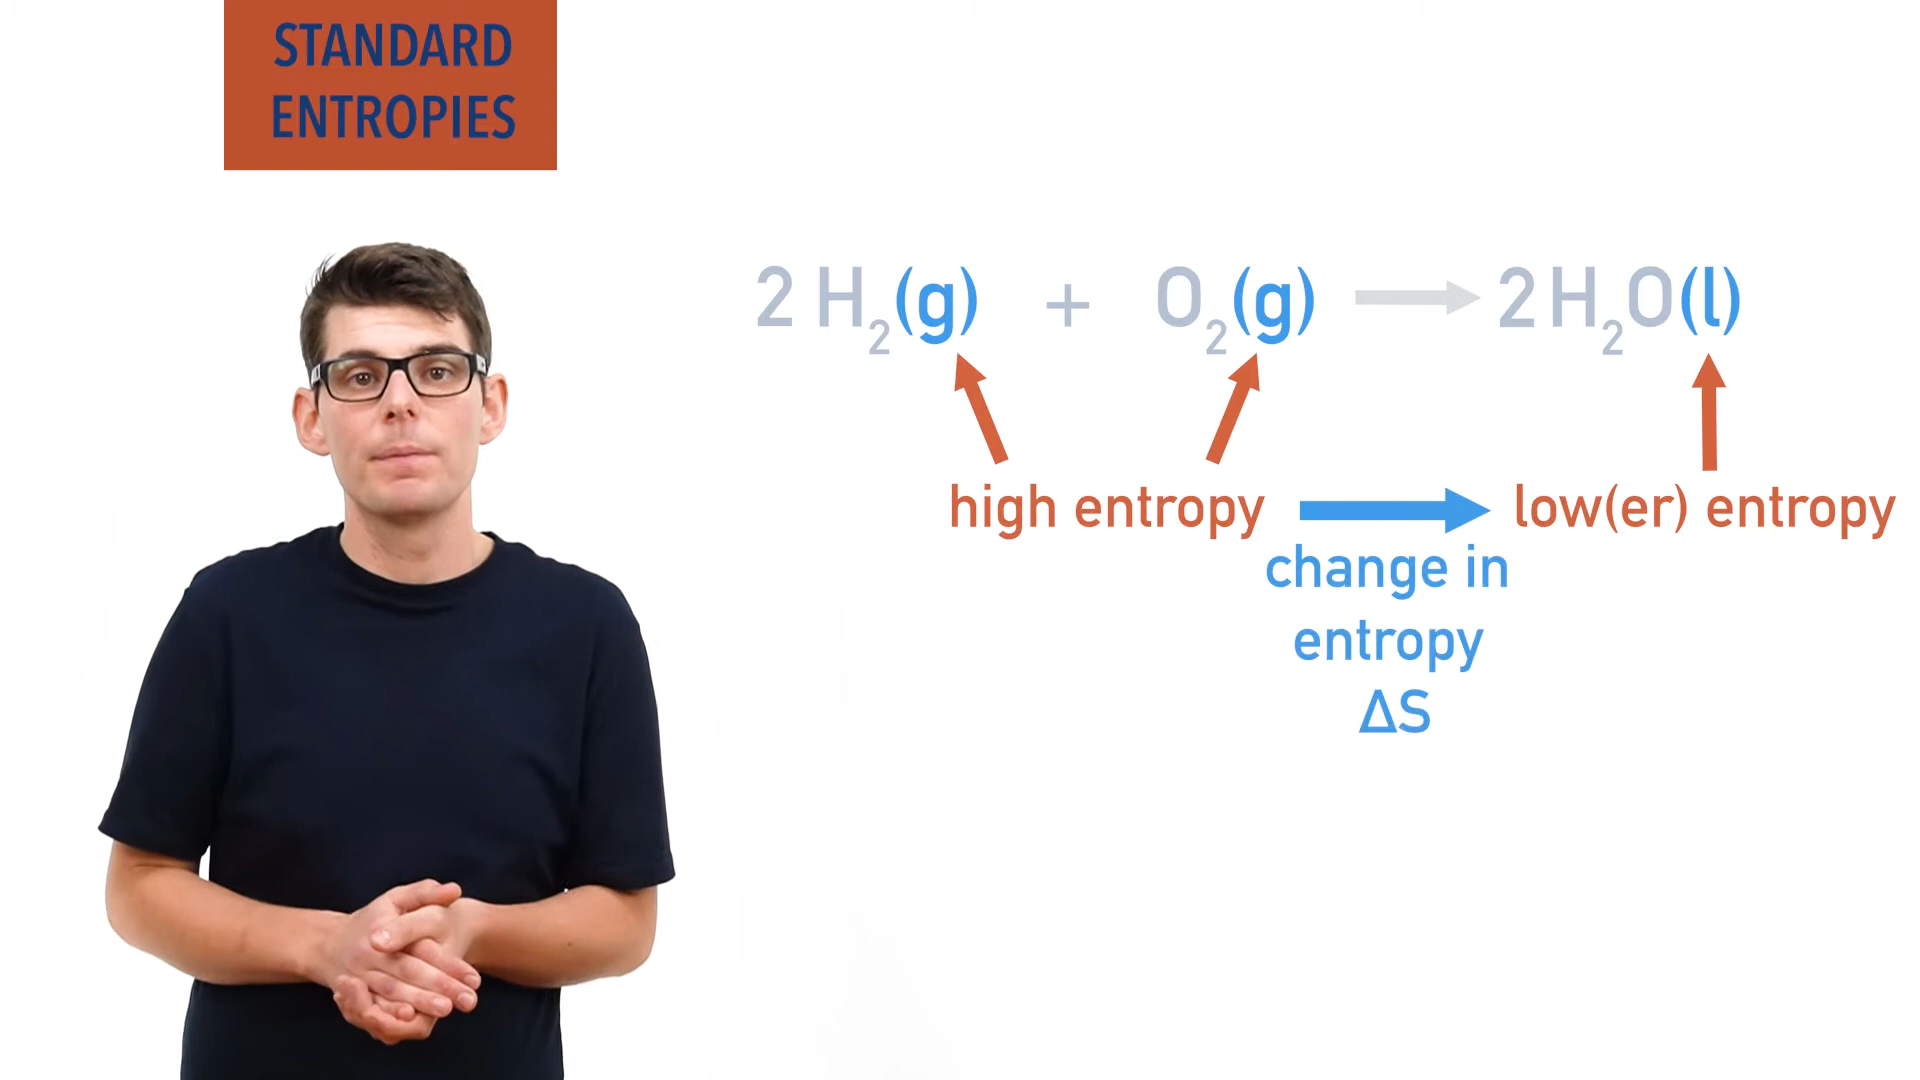 STANDARD
ENTROPIES
2 H₂(g) + O₂(g) → 2 H₂O(l)
high entropy → low(er) entropy
change in
entropy
ΔS